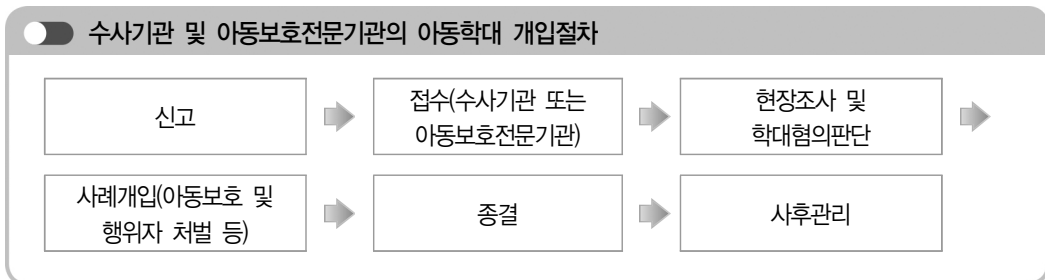 수사기관 및 아동보호전문기관의 아동학대 개입절차
신고
접수(수사기관 또는
아동보호전문기관)
현장조사 및
학대혐의판단
사례개입(아동보호 및
행위자 처벌 등)
종결
사후관리